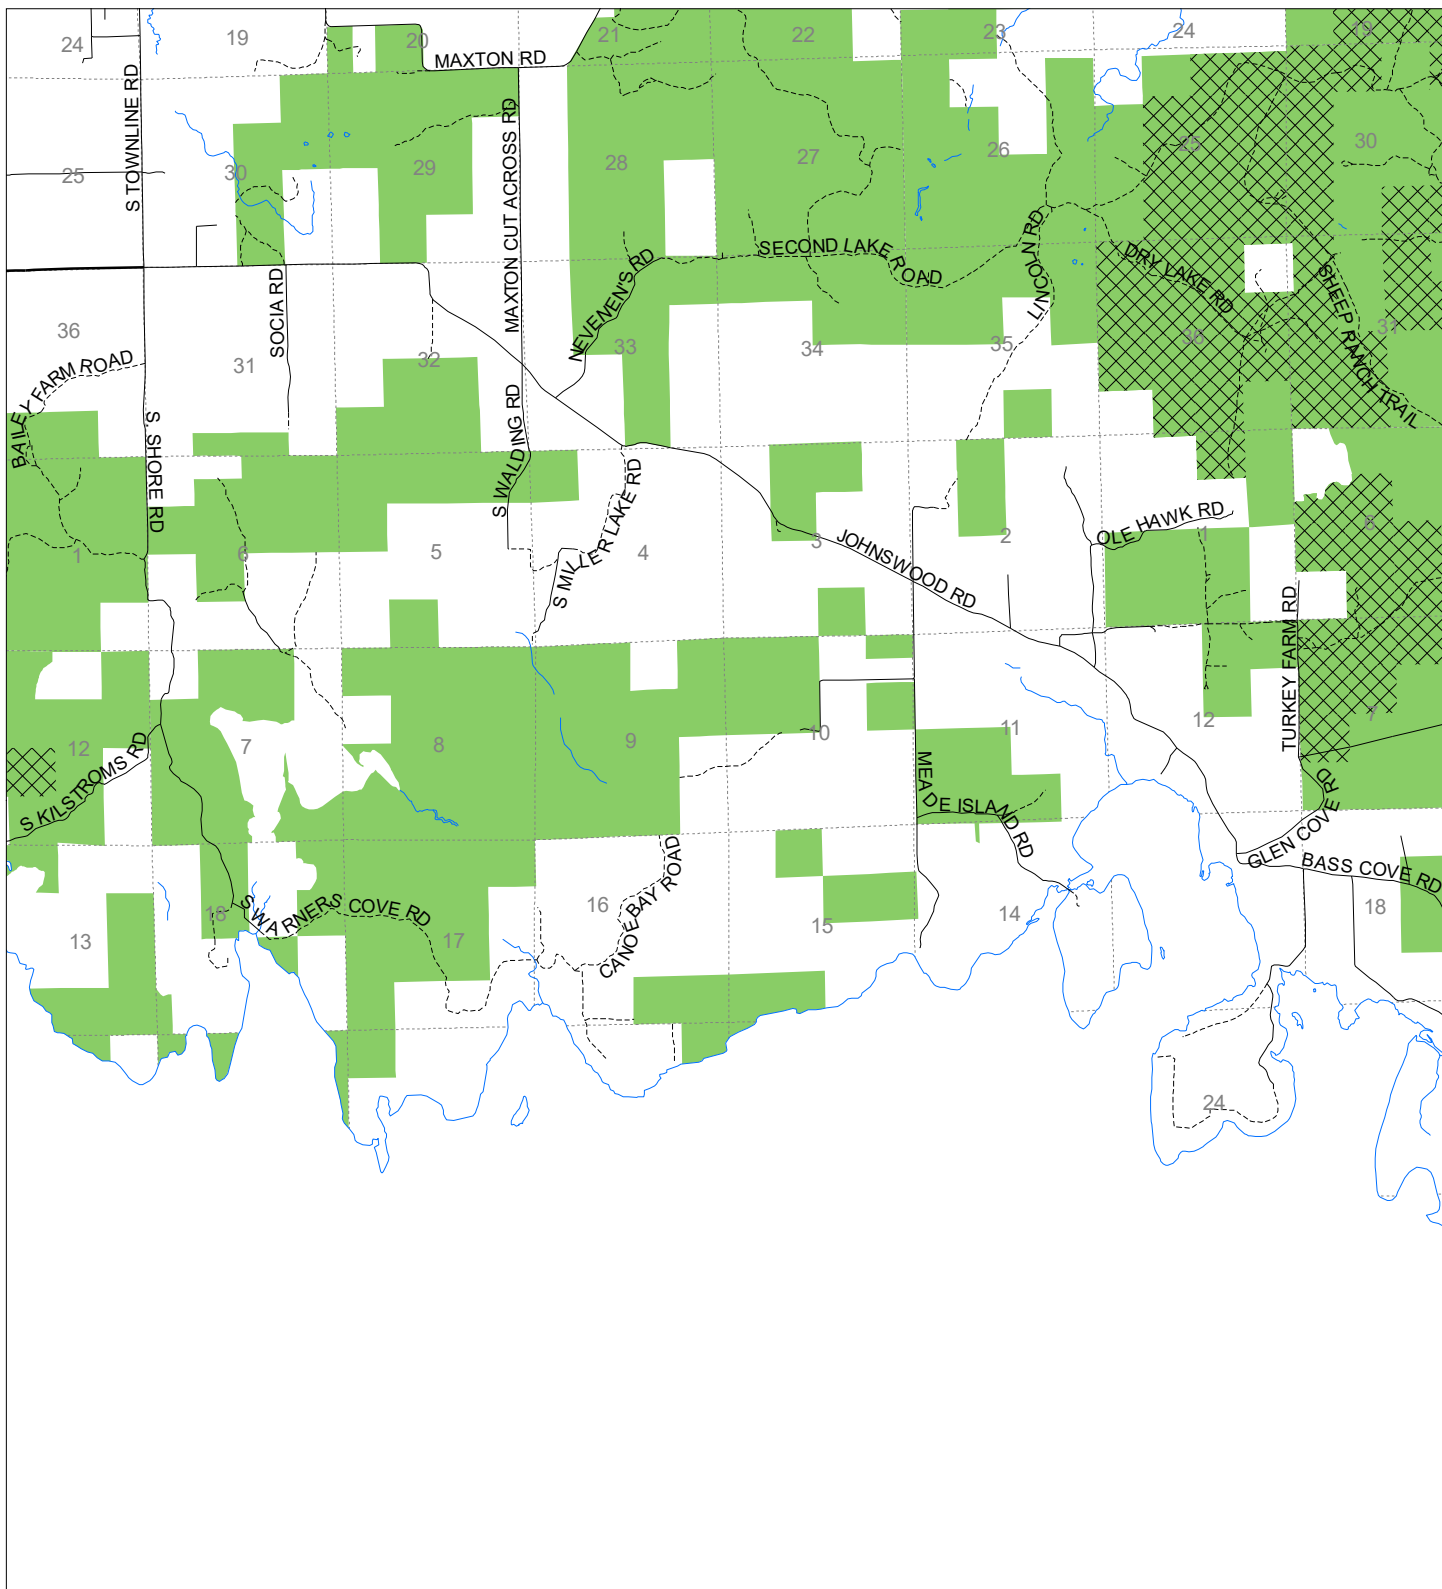 24
19
20
21
22
23
24
19
MAXTON RD
S TOWNLINE RD
MAXTON CUT ACROSS RD
25
30
29
28
27
26
25
30
SOCIA RD
NEVENEN'S RD
SECOND LAKE ROAD
LINCOLN RD
DRY LAKE RD
SHEEP RANCH TRAIL
36
31
32
33
34
35
36
31
BAILEY FARM ROAD
S. SHORE RD
S WALDING RD
S MILLER LAKE RD
JOHNSWOOD RD
OLE HAWK RD
1
6
5
4
3
2
1
6
TURKEY FARM RD
12
7
8
9
10
11
12
7
S KILSTROMS RD
MEADE ISLAND RD
GLEN COVE RD
BASS COVE RD
S WARNERS COVE RD
CANOE BAY ROAD
13
18
17
16
15
14
18
24